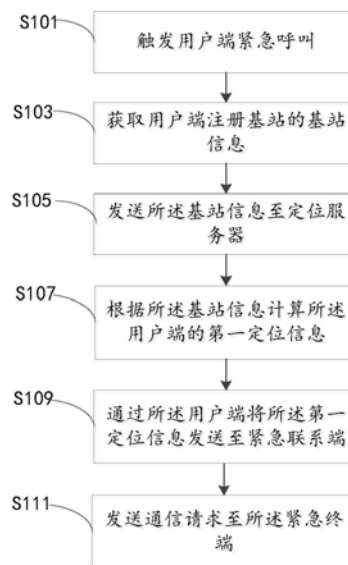 S101
触发用户端紧急呼叫
S103
获取用户端注册基站的基站
信息
S105
发送所述基站信息至定位服
务器
S107
根据所述基站信息计算所述
用户端的第一定位信息
S109
通过所述用户端将所述第一
定位信息发送至紧急联系端
S111
发送通信请求至所述紧急终
端